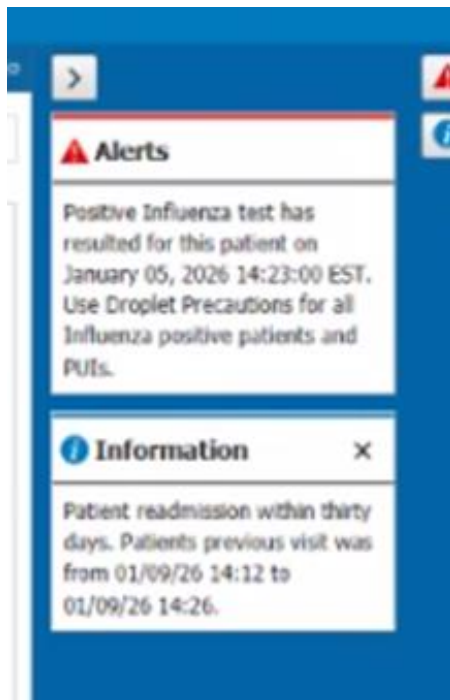 Alerts
Positive Influenza test has
resulted for this patient on
January 05, 2026 14:23:00 EST.
Use Droplet Precautions for all
Influenza positive patients and
PUIs.
Information
Patient readmission within thirty
days. Patients previous visit was
from 01/09/26 14:12 to
01/09/26 14:26.